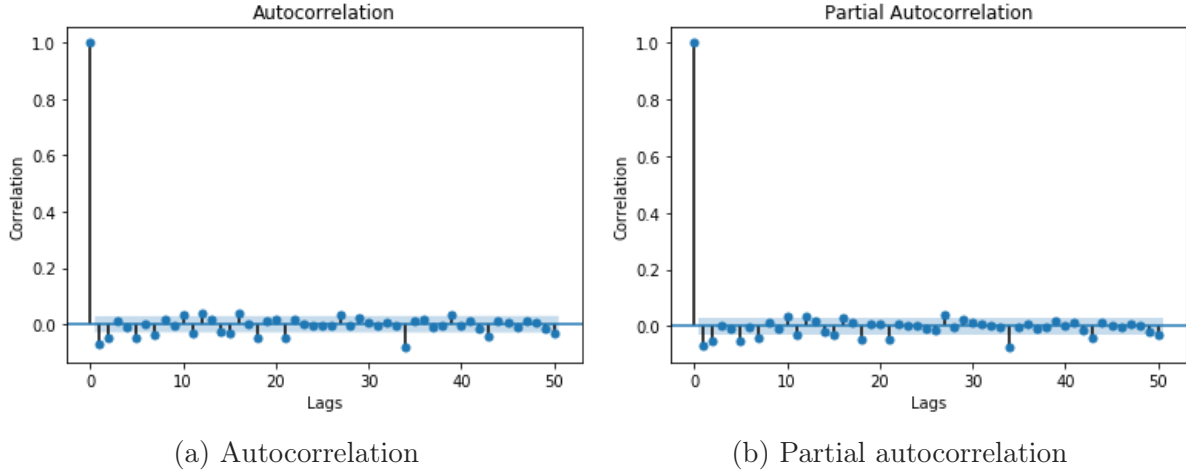 Autocorrelation
1.0
0.8
0.6
0.4
0.2
0.0
Correlation
0 10 20 30 40 50
Lags
(a) Autocorrelation
Partial Autocorrelation
1.0
0.8
0.6
0.4
0.2
0.0
Correlation
0 10 20 30 40 50
Lags
(b) Partial autocorrelation